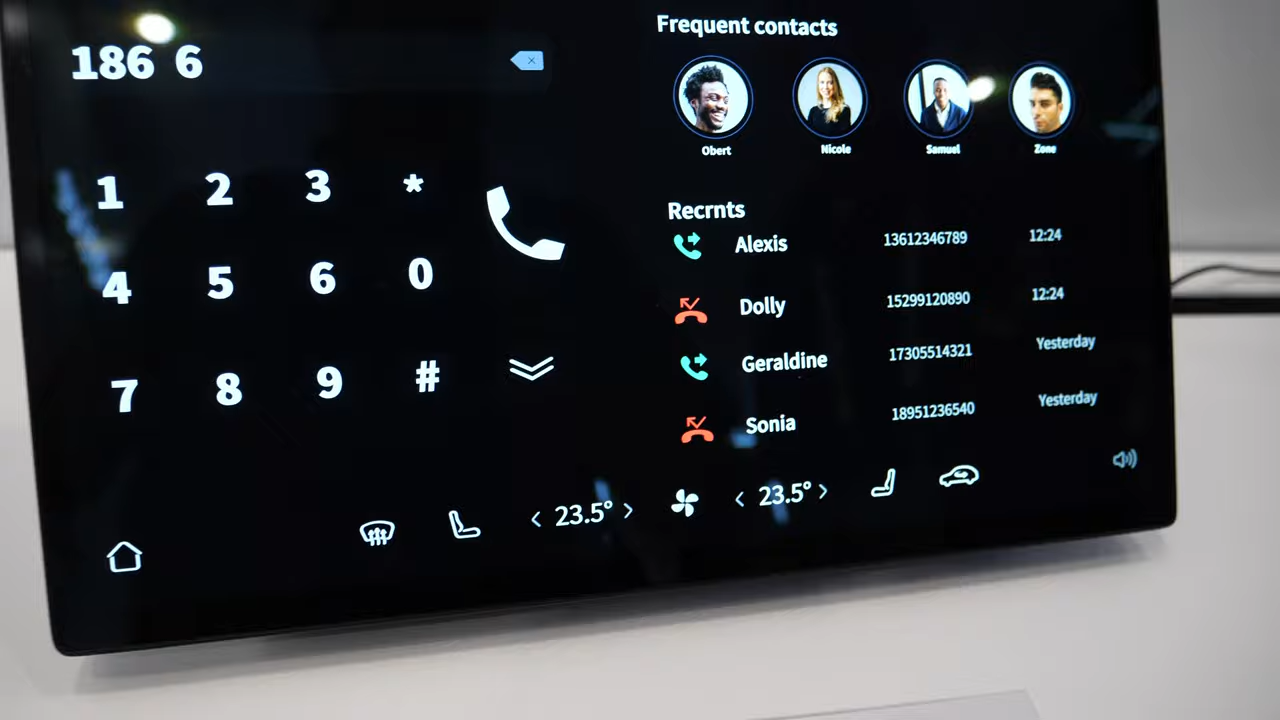 186 6
1 2 3 *
4 5 6 0
7 8 9 #
Frequent contacts
Obert Nicole Samuel Zone
Recrnts
Alexis 13612346789 12:24
Dolly 15299120890 12:24
Geraldine 17305514321 Yesterday
Sonia 18951236540 Yesterday
< 23.5° > < 23.5° >